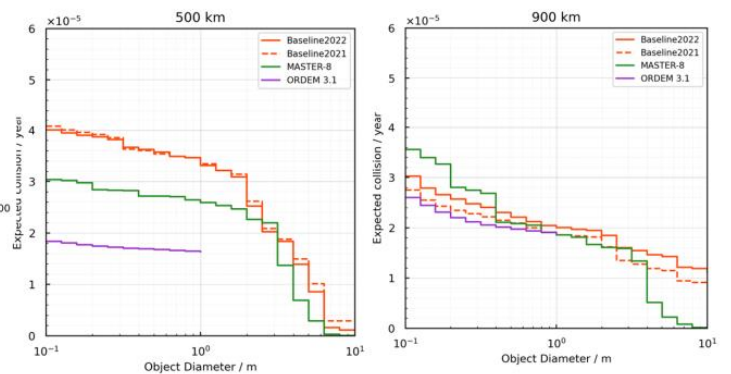 ×10⁻⁵ 500 km
6
5
4
3
2
1
0
Expected collision / year
Baseline2022
Baseline2021
MASTER-8
ORDEM 3.1
10⁻¹ 10⁰ 10¹
Object Diameter / m
00
×10⁻⁵ 900 km
6
5
4
3
2
1
0
Expected collision / year
Baseline2022
Baseline2021
MASTER-8
ORDEM 3.1
10⁻¹ 10⁰ 10¹
Object Diameter / m